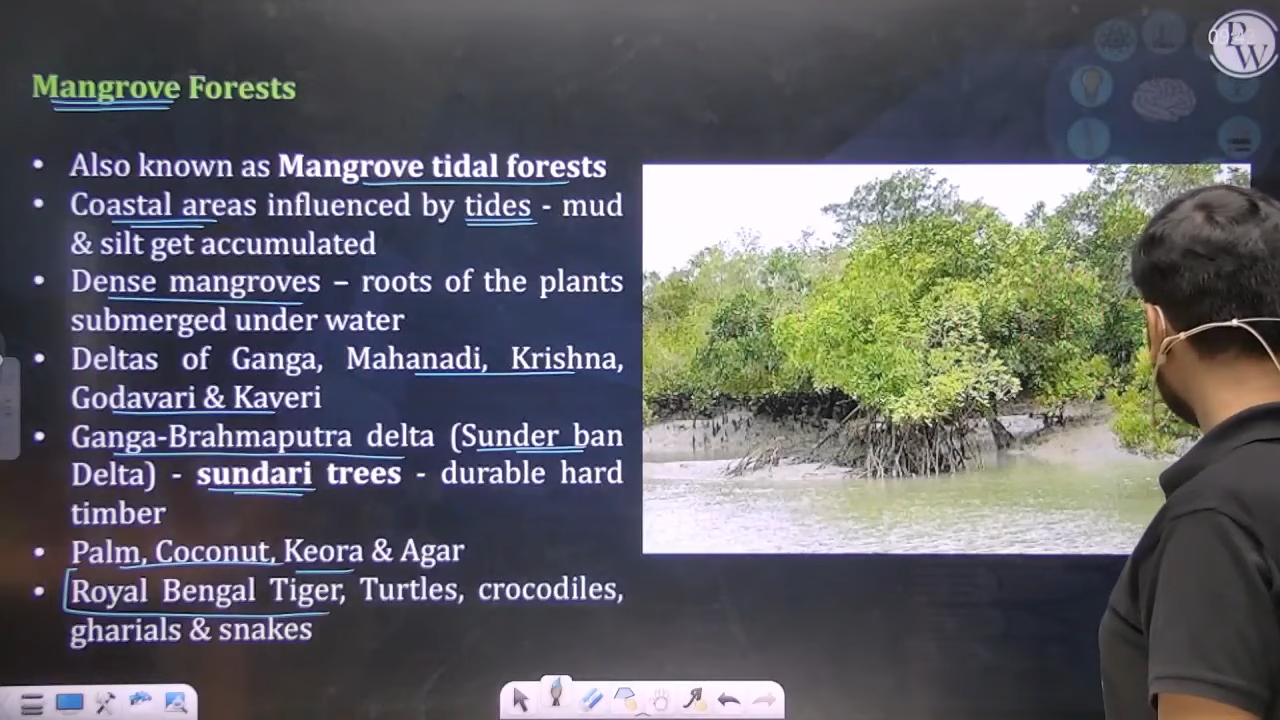 Mangrove Forests
• Also known as Mangrove tidal forests
• Coastal areas influenced by tides - mud
& silt get accumulated
• Dense mangroves – roots of the plants
submerged under water
• Deltas of Ganga, Mahanadi, Krishna,
Godavari & Kaveri
• Ganga-Brahmaputra delta (Sunder ban
Delta) - sundari trees - durable hard
timber
• Palm, Coconut, Keora & Agar
• Royal Bengal Tiger, Turtles, crocodiles,
gharials & snakes
PW